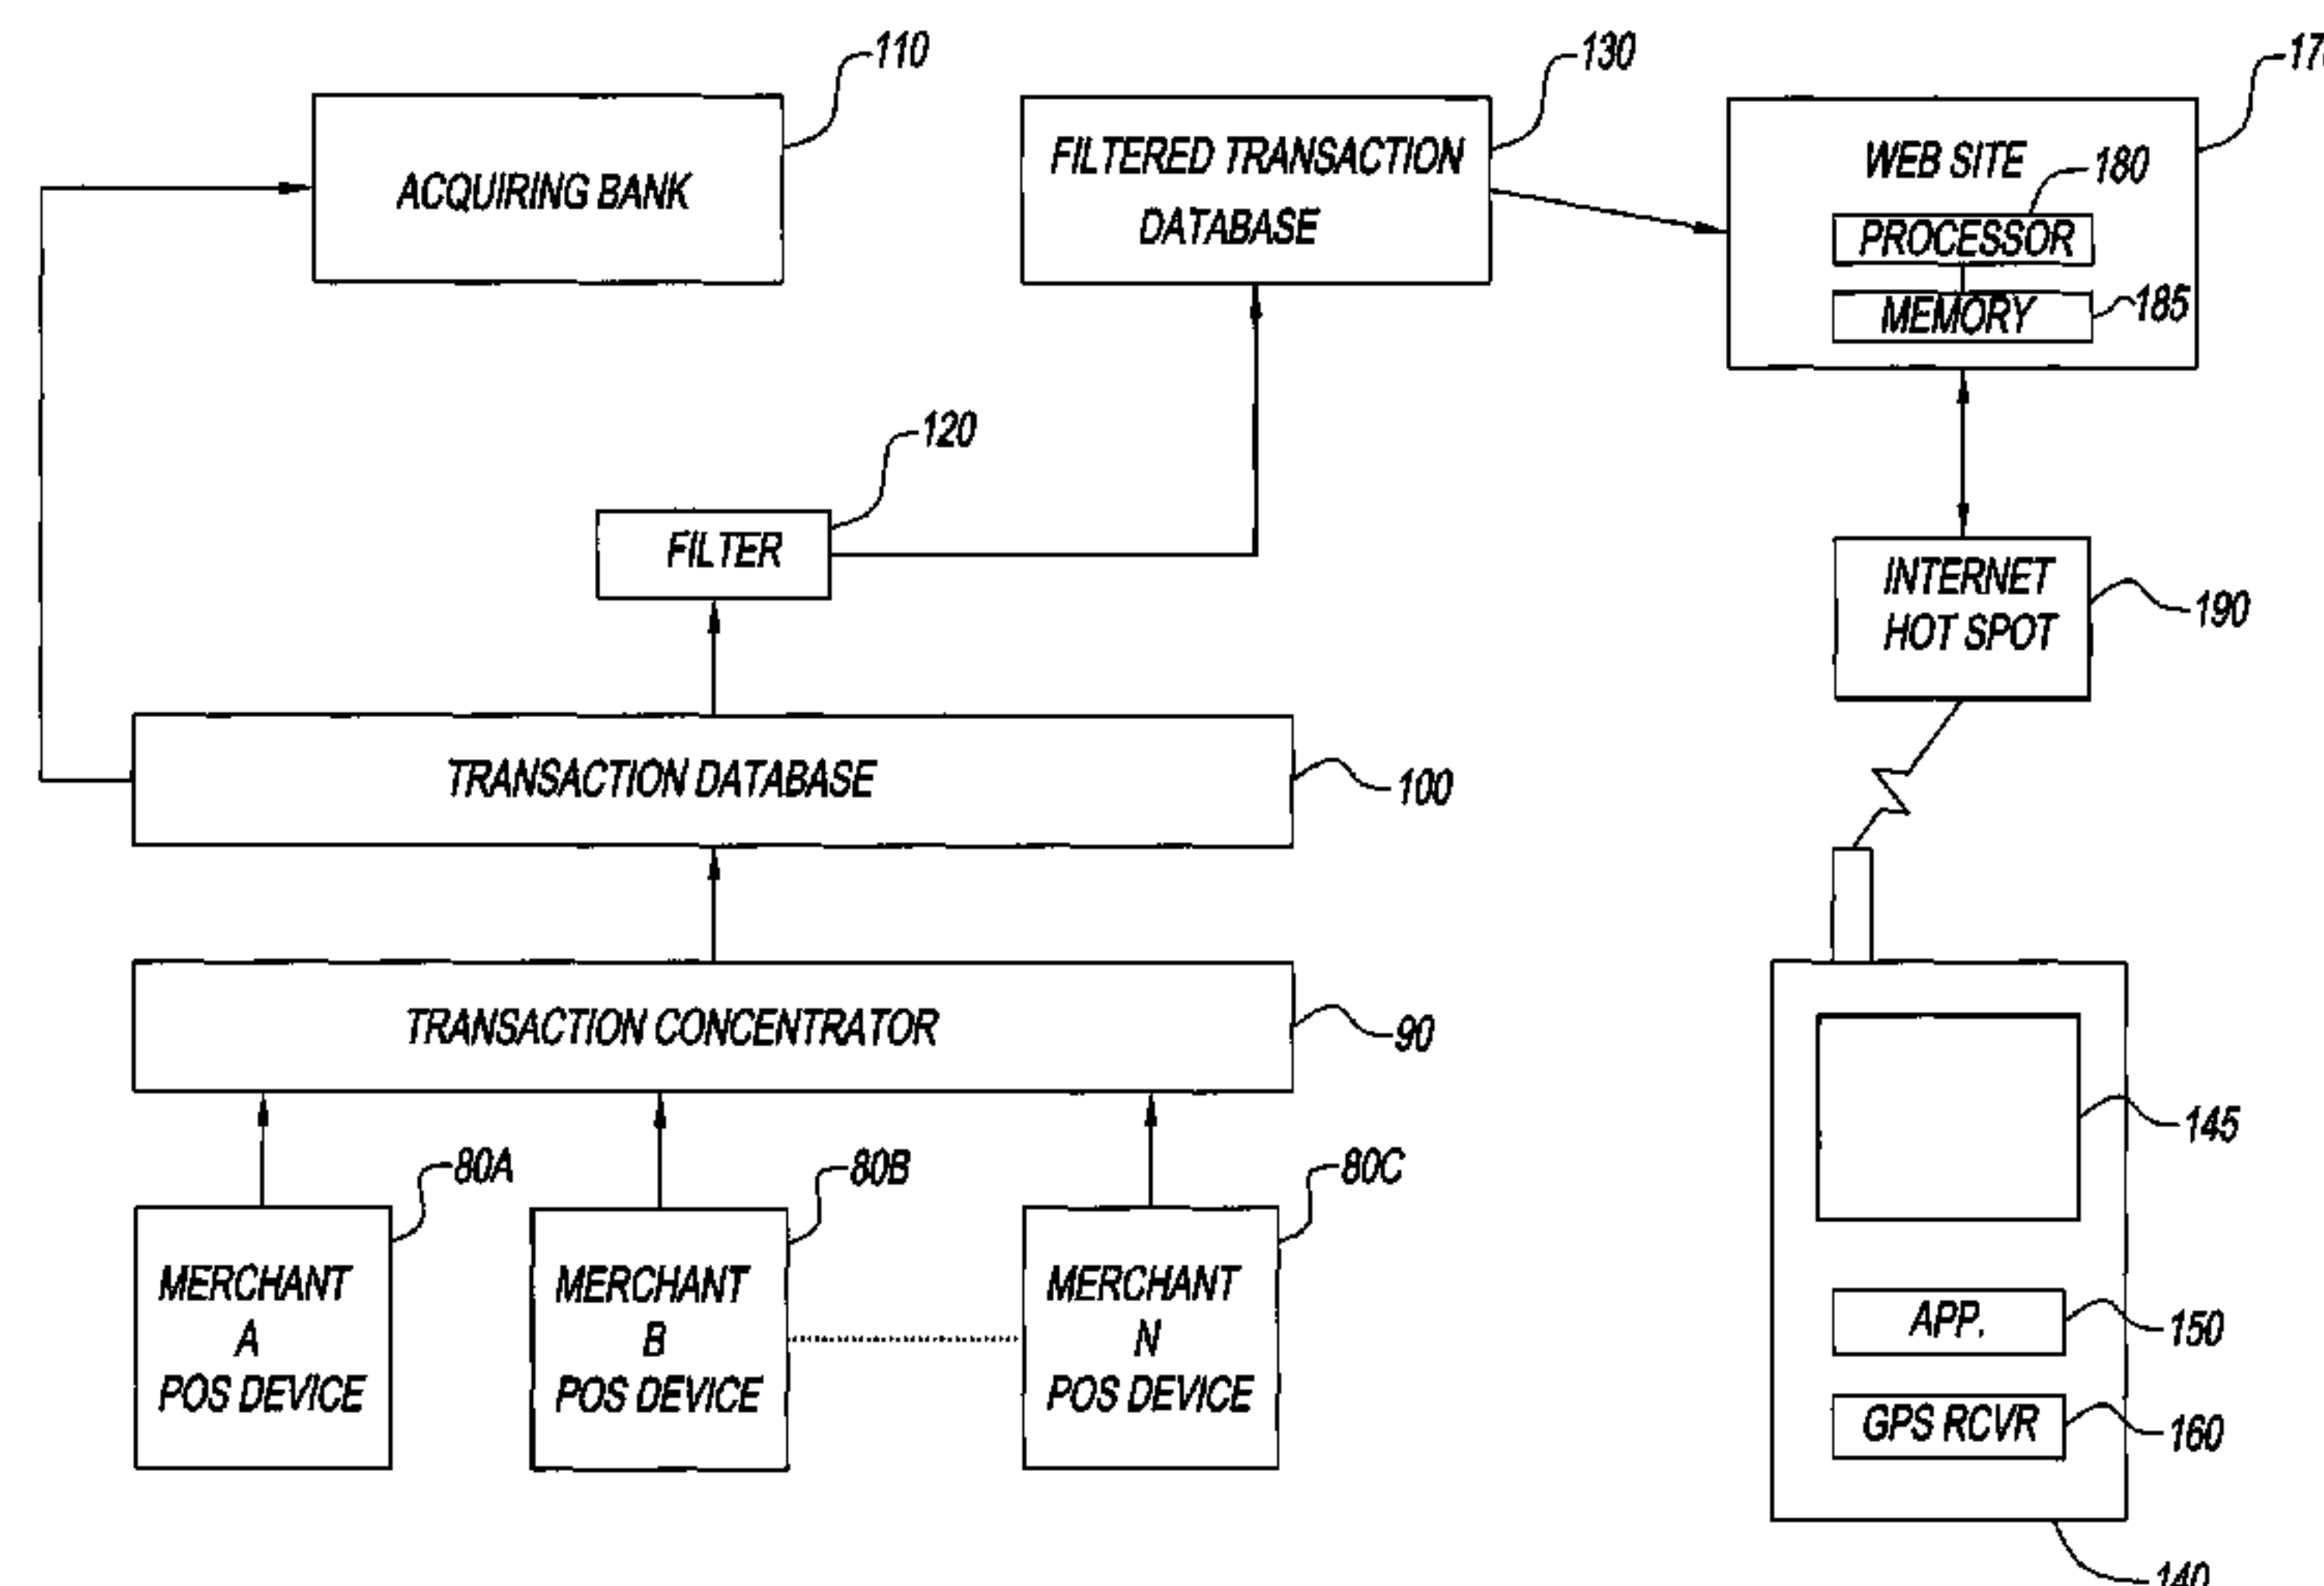 110
ACQUIRING BANK
130
FILTERED TRANSACTION
DATABASE
WEB SITE
180
PROCESSOR
MEMORY
185
120
FILTER
INTERNET
HOT SPOT
190
TRANSACTION DATABASE
100
TRANSACTION CONCENTRATOR
90
80A
80B
80C
MERCHANT
A
POS DEVICE
MERCHANT
B
POS DEVICE
MERCHANT
N
POS DEVICE
145
APP.
150
GPS RCVR
160
140